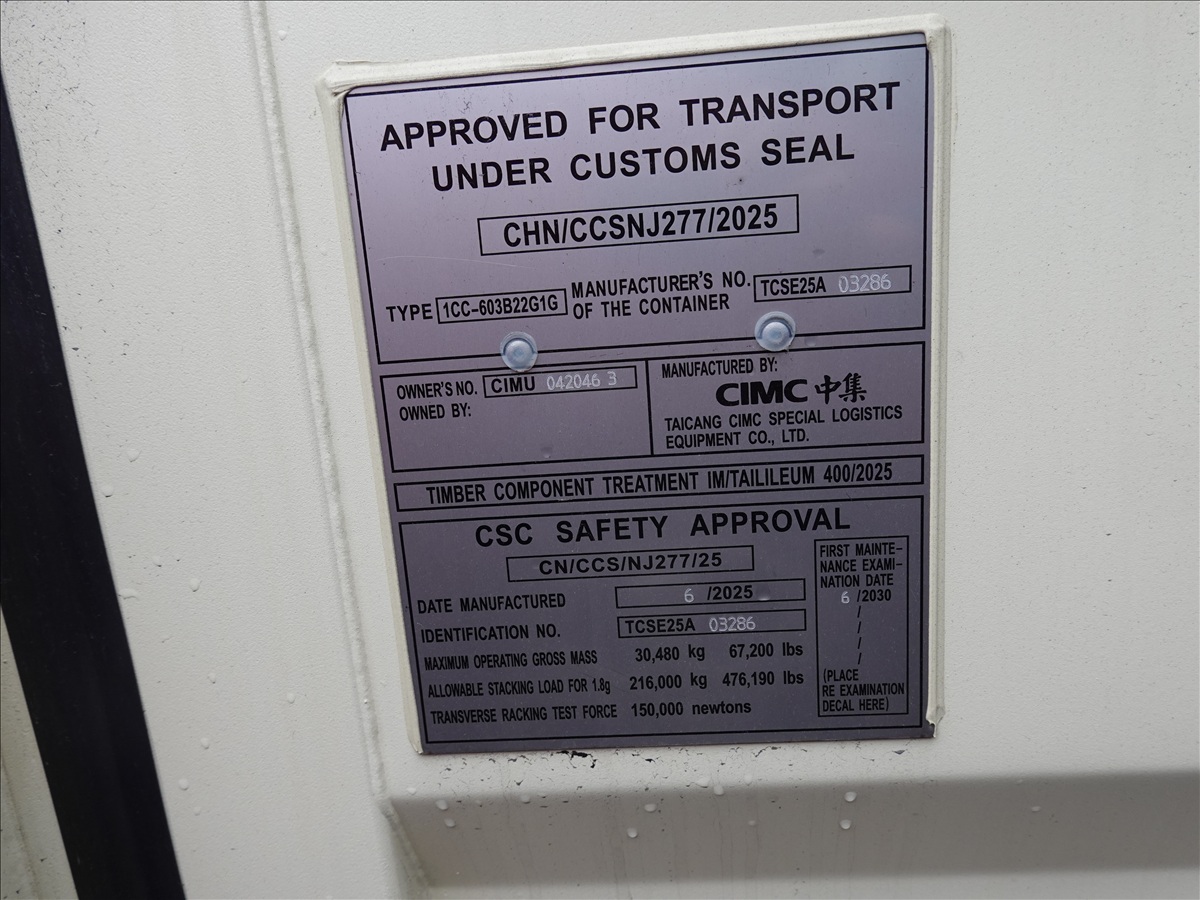 APPROVED FOR TRANSPORT
UNDER CUSTOMS SEAL
CHN/CCSNJ277/2025
TYPE 1CC-603B22G1G MANUFACTURER'S NO. OF THE CONTAINER TCSE25A 03286
OWNER'S NO. CIMU 042046 3
OWNED BY:
MANUFACTURED BY:
CIMC 中集
TAICANG CIMC SPECIAL LOGISTICS
EQUIPMENT CO., LTD.
TIMBER COMPONENT TREATMENT IM/TAILILEUM 400/2025
CSC SAFETY APPROVAL
CN/CCS/NJ277/25
DATE MANUFACTURED 6 /2025
IDENTIFICATION NO. TCSE25A 03286
MAXIMUM OPERATING GROSS MASS 30,480 kg 67,200 lbs
ALLOWABLE STACKING LOAD FOR 1.8g 216,000 kg 476,190 lbs
TRANSVERSE RACKING TEST FORCE 150,000 newtons
FIRST MAINTE-
NANCE EXAMI-
NATION DATE
6 /2030
/
/
/
/
(PLACE
RE EXAMINATION
DECAL HERE)